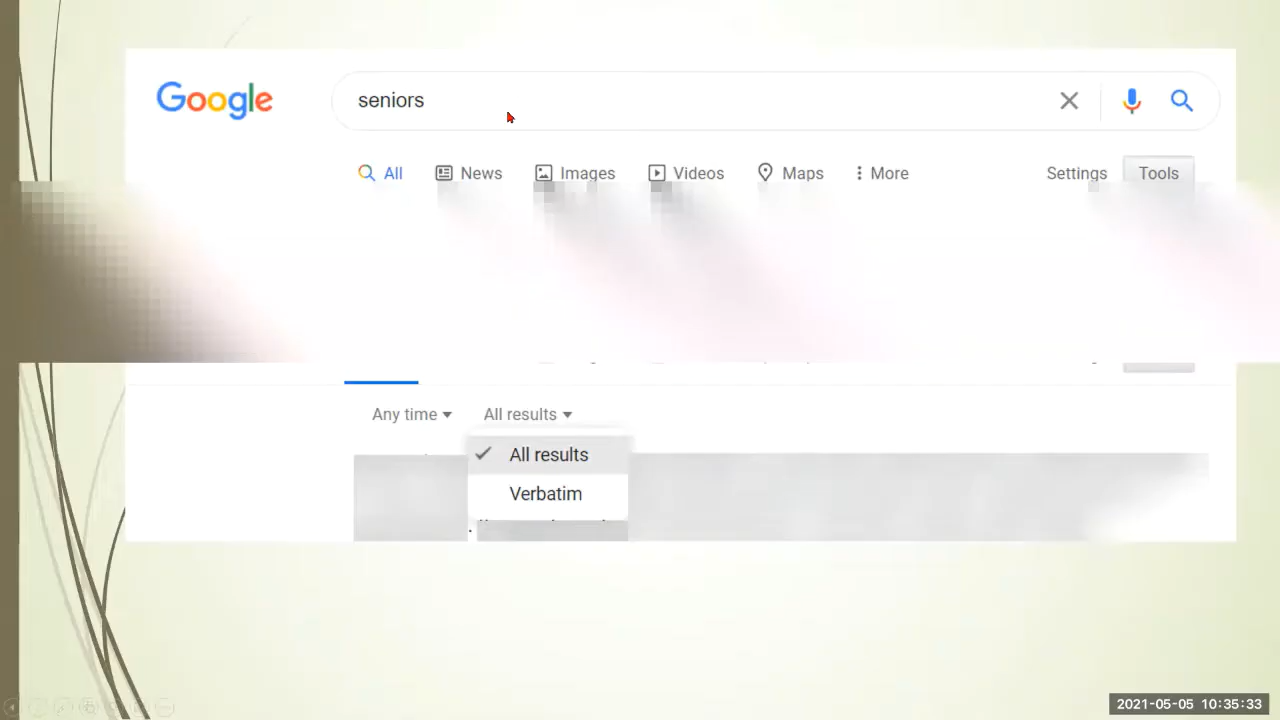 Google
seniors
All News Images Videos Maps More Settings Tools
Any time All results
All results
Verbatim
2021-05-05 10:35:33